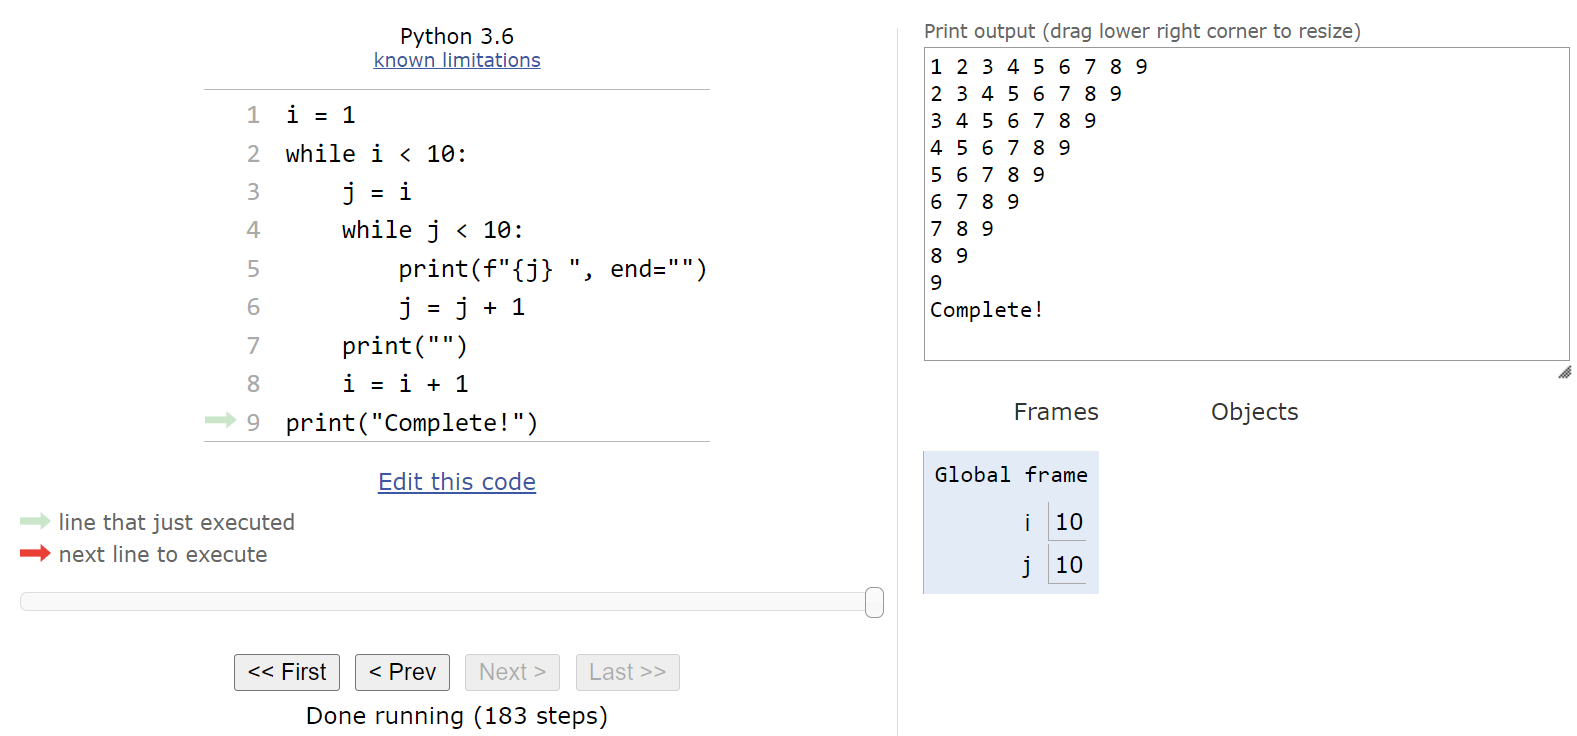 Python 3.6
known limitations
1 i = 1
2 while i < 10:
3     j = i
4     while j < 10:
5         print(f"{j} ", end="")
6         j = j + 1
7     print("")
8     i = i + 1
9 print("Complete!")
Edit this code
line that just executed
next line to execute
<< First < Prev Next > Last >>
Done running (183 steps)
Print output (drag lower right corner to resize)
1 2 3 4 5 6 7 8 9
2 3 4 5 6 7 8 9
3 4 5 6 7 8 9
4 5 6 7 8 9
5 6 7 8 9
6 7 8 9
7 8 9
8 9
9
Complete!
Frames Objects
Global frame
i 10
j 10